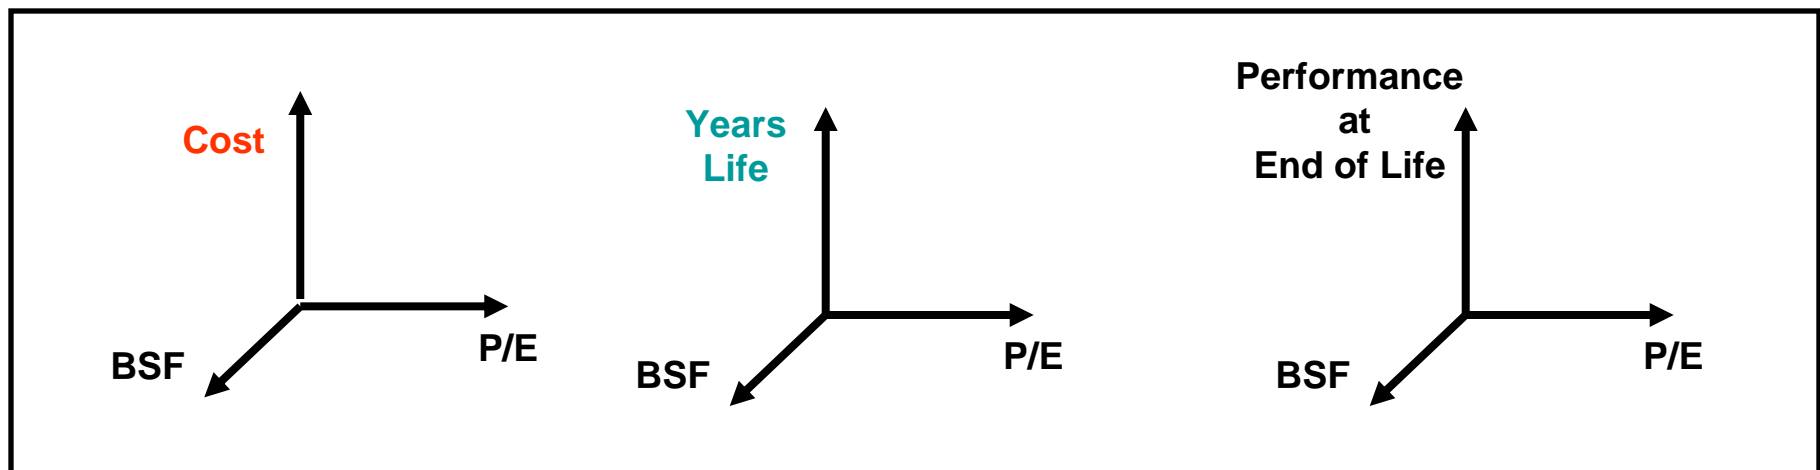 Cost
BSF
P/E
Years
Life
BSF
P/E
Performance
at
End of Life
BSF
P/E